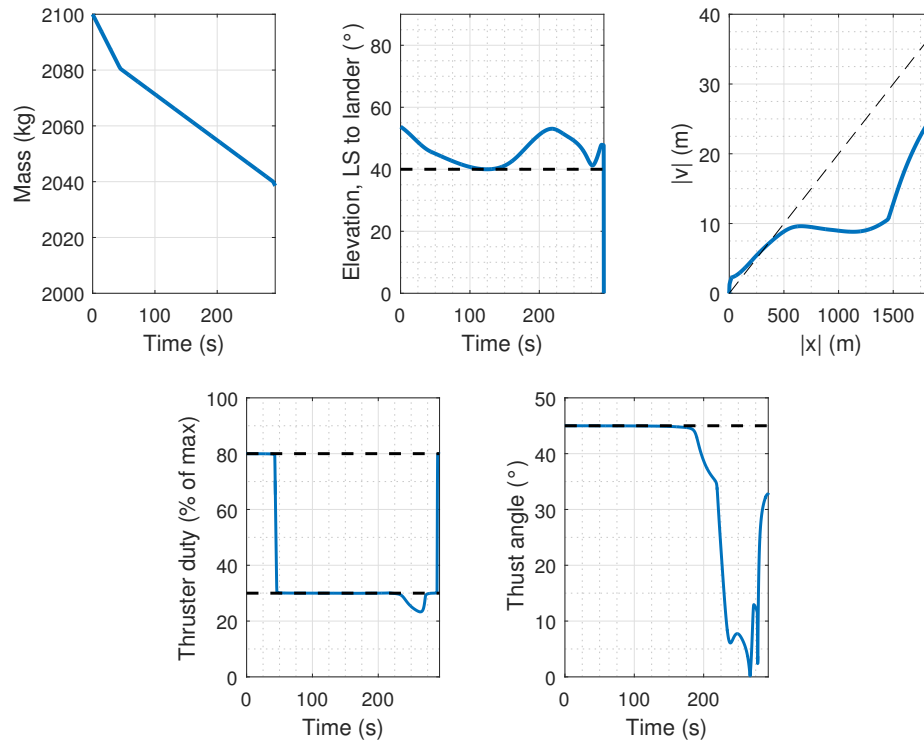 2100
2080
2060
2040
2020
2000
Mass (kg)
0 100 200
Time (s)
80
60
40
20
0
Elevation, LS to lander (°)
0 100 200
Time (s)
40
30
20
10
0
|v| (m)
0 500 1000 1500
|x| (m)
100
80
60
40
20
0
Thruster duty (% of max)
0 100 200
Time (s)
50
40
30
20
10
0
Thust angle (°)
0 100 200
Time (s)